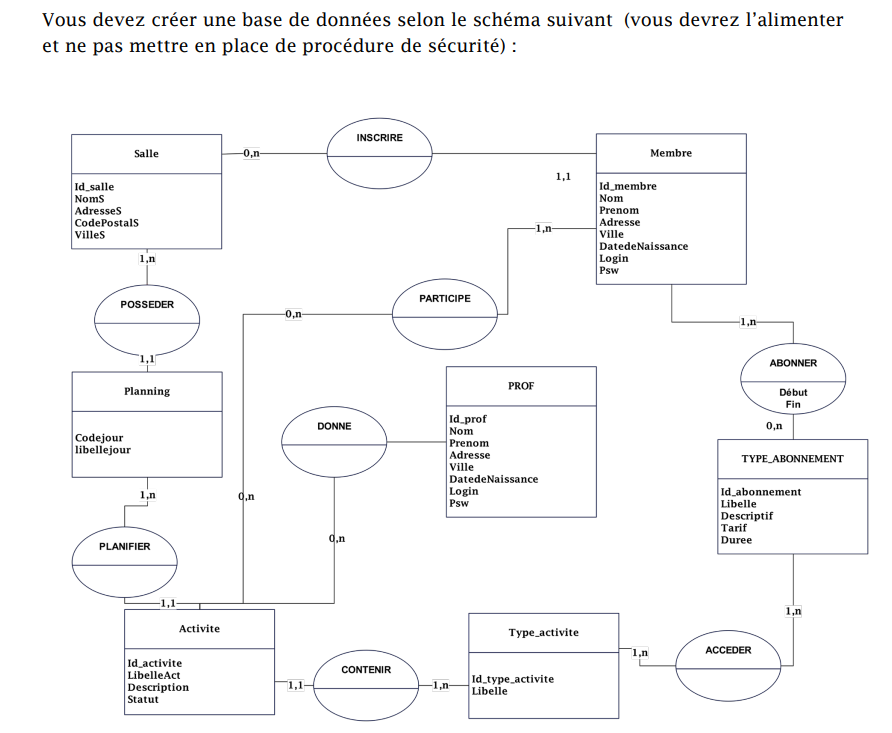 Vous devez créer une base de données selon le schéma suivant (vous devrez l'alimenter
et ne pas mettre en place de procédure de sécurité) :
INSCRIRE
Salle
0,n
Membre
1,1
Id_salle
NomS
AdresseS
CodePostalS
VilleS
Id_membre
Nom
Prenom
Adresse
Ville
DatedeNaissance
Login
Psw
1,n
1,n
POSSEDER
PARTICIPE
0,n
1,n
1,1
ABONNER
Début
Fin
Planning
PROF
Codejour
libellejour
DONNE
Id_prof
Nom
Prenom
Adresse
Ville
DatedeNaissance
Login
Psw
0,n
TYPE_ABONNEMENT
Id_abonnement
Libelle
Descriptif
Tarif
Duree
1,n
0,n
0,n
PLANIFIER
1,1
1,n
Activite
Type_activite
ACCEDER
1,n
Id_activite
LibelleAct
Description
Statut
CONTENIR
1,1
1,n
Id_type_activite
Libelle